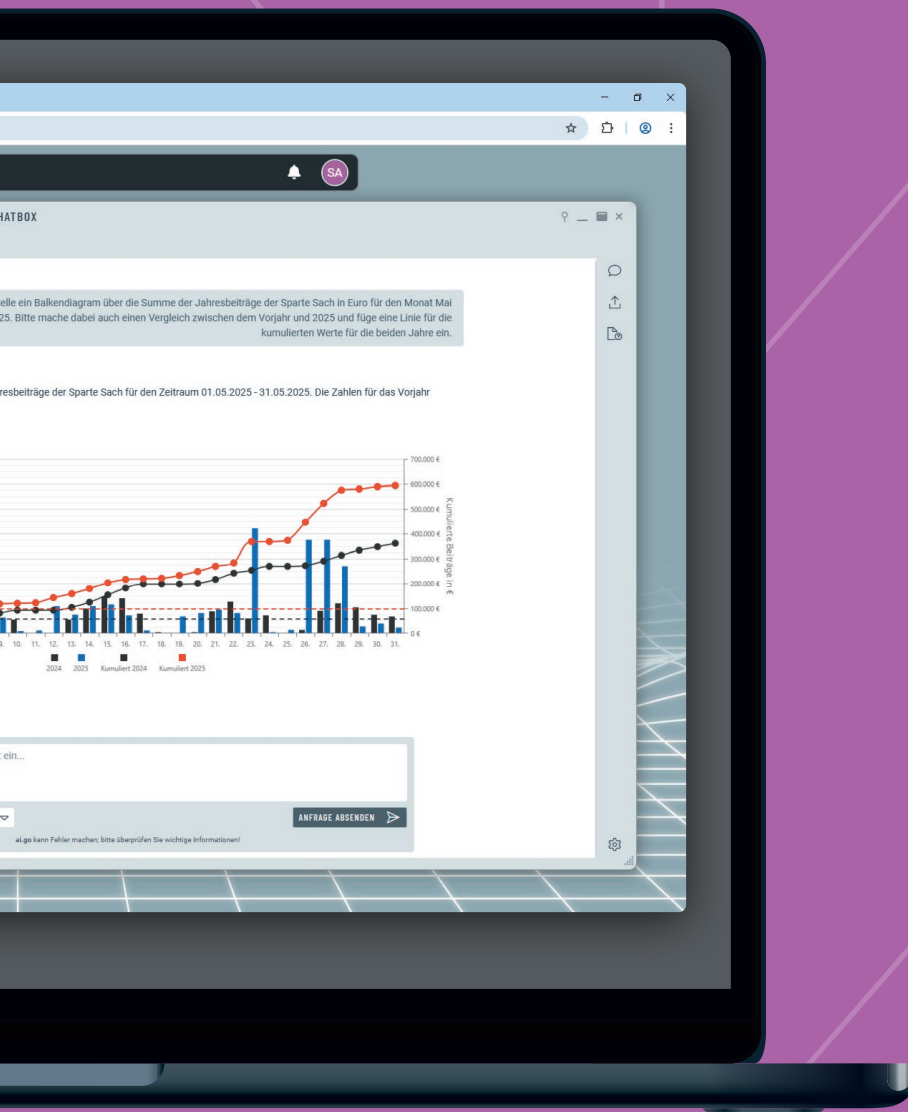 SA
HATBOX
elle ein Balkendiagram über die Summe der Jahresbeiträge der Sparte Sach in Euro für den Monat Mai
25. Bitte mache dabei auch einen Vergleich zwischen dem Vorjahr und 2025 und füge eine Linie für die
kumulierten Werte für die beiden Jahre ein.
resbeiträge der Sparte Sach für den Zeitraum 01.05.2025 - 31.05.2025. Die Zahlen für das Vorjahr
700.000 €
600.000 €
500.000 €
400.000 €
300.000 €
200.000 €
100.000 €
0 €
Kumulierte Beiträge in €
9. 10. 11. 12. 13. 14. 15. 16. 17. 18. 19. 20. 21. 22. 23. 24. 25. 26. 27. 28. 29. 30. 31.
2024 2025 Kumuliert 2024 Kumuliert 2025
t ein...
ANFRAGE ABSENDEN
ai.go kann Fehler machen; bitte überprüfen Sie wichtige Informationen!